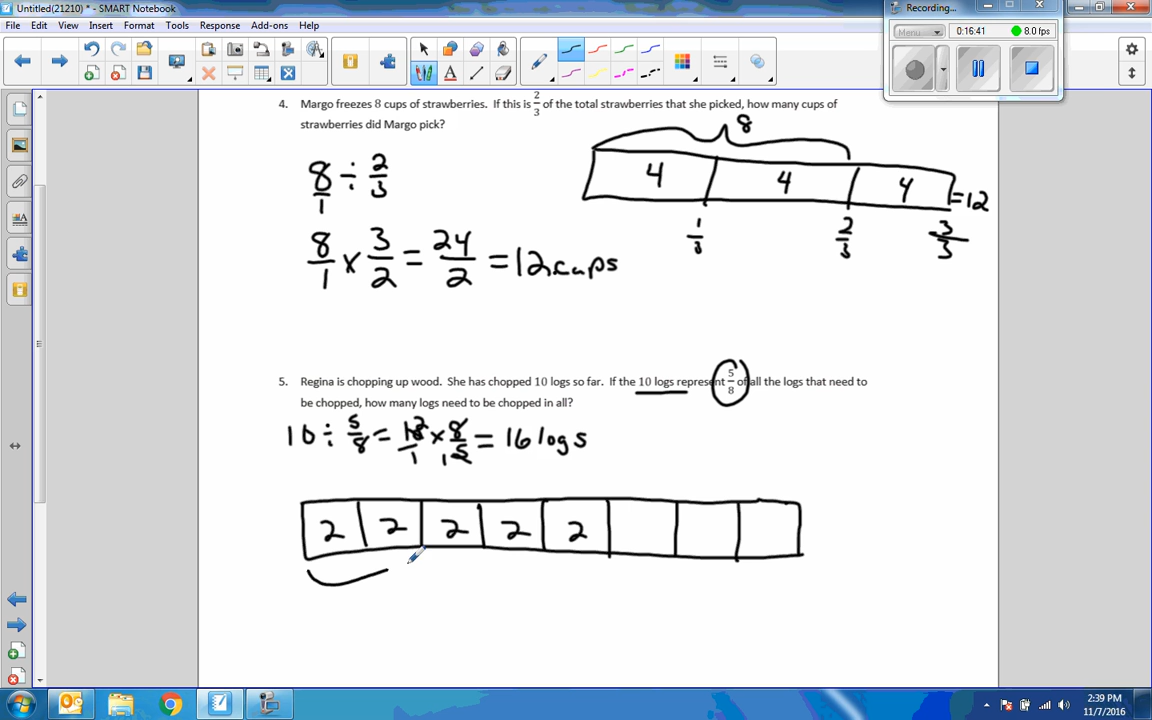 Untitled(21210) * - SMART Notebook
Recording...
File Edit View Insert Format Tools Response Add-ons Help
Menu
0:16:41
8.0 fps
4. Margo freezes 8 cups of strawberries. If this is 2/3 of the total strawberries that she picked, how many cups of
strawberries did Margo pick?
8
8/1 ÷ 2/3
4 4 4 =12
1/3 2/3 3/3
8/1 x 3/2 = 24/2 = 12 cups
5. Regina is chopping up wood. She has chopped 10 logs so far. If the 10 logs represent 5/8 of all the logs that need to
be chopped, how many logs need to be chopped in all?
10 ÷ 5/8 = 10 2/1 x 8/5 1 = 16 logs
2 2 2 2 2
2:39 PM
11/7/2016